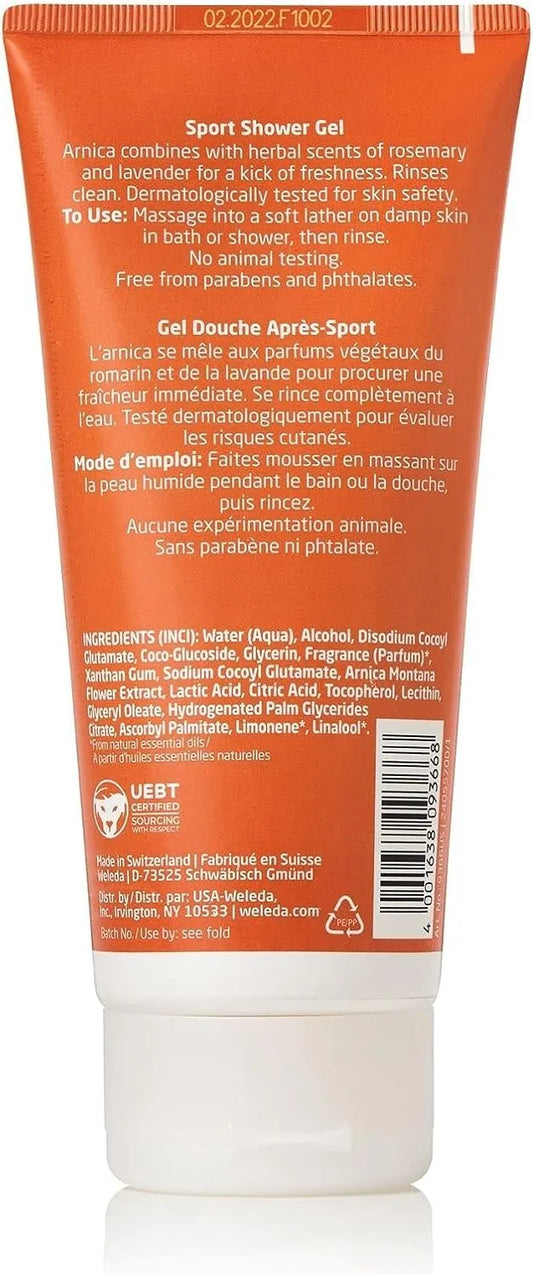 02.2022.F1002
Sport Shower Gel
Arnica combines with herbal scents of rosemary
and lavender for a kick of freshness. Rinses
clean. Dermatologically tested for skin safety.
To Use: Massage into a soft lather on damp skin
in bath or shower, then rinse.
No animal testing.
Free from parabens and phthalates.
Gel Douche Après-Sport
L'arnica se mêle aux parfums végétaux du
romarin et de la lavande pour procurer une
fraîcheur immédiate. Se rince complètement à
l'eau. Testé dermatologiquement pour évaluer
les risques cutanés.
Mode d'emploi: Faites mousser en massant sur
la peau humide pendant le bain ou la douche,
puis rincez.
Aucune expérimentation animale.
Sans parabène ni phtalate.
INGREDIENTS (INCI): Water (Aqua), Alcohol, Disodium Cocoyl
Glutamate, Coco-Glucoside, Glycerin, Fragrance (Parfum)*,
Xanthan Gum, Sodium Cocoyl Glutamate, Arnica Montana
Flower Extract, Lactic Acid, Citric Acid, Tocopherol, Lecithin,
Glyceryl Oleate, Hydrogenated Palm Glycerides
Citrate, Ascorbyl Palmitate, Limonene*, Linalool*.
*From natural essential oils /
A partir d'huiles essentielles naturelles
UEBT
CERTIFIED
SOURCING
WITH RESPECT
Made in Switzerland | Fabriqué en Suisse
Weleda | D-73525 Schwäbisch Gmünd
Distr. by/Distr. par: USA-Weleda,
Inc., Irvington, NY 10533 | weleda.com
Batch No./Use by: see fold
PE/PP
4 001638 093668